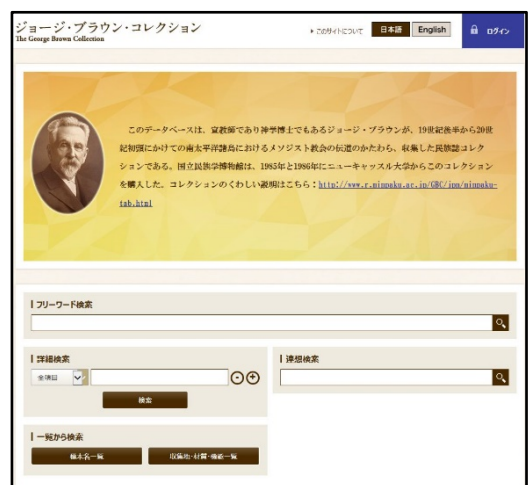 ジョージ・ブラウン・コレクション
The George Brown Collection
このサイトについて
日本語
English
ログイン
このデータベースは、宣教師であり神学博士でもあるジョージ・ブラウンが、19世紀後半から20世
紀初頭にかけての南太平洋諸島におけるメソジスト教会の伝道のかたわら、収集した民族誌コレク
ションである。国立民族学博物館は、1985年と1986年にニューキャッスル大学からこのコレクション
を購入した。コレクションのくわしい説明はこちら：http://www.r.minpaku.ac.jp/GBC/jpn/minpaku-
tab.html
フリーワード検索
詳細検索
全項目
検索
連想検索
一覧から検索
標本名一覧
収集地・材質・機能一覧